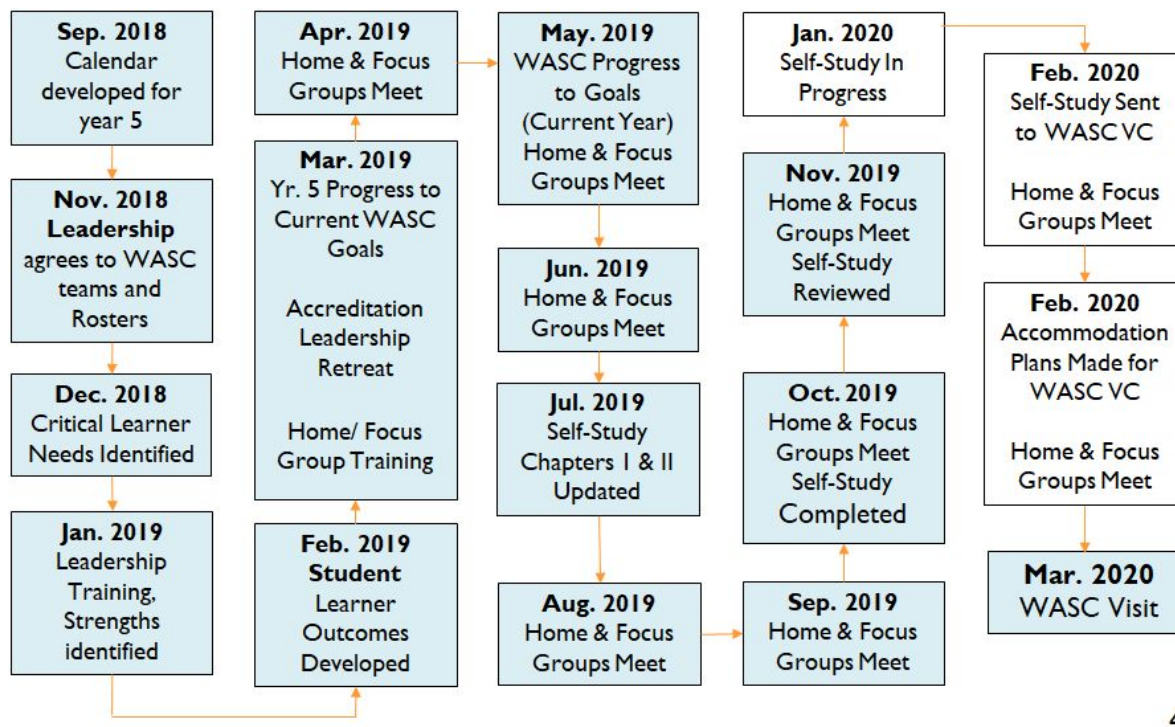 Sep. 2018
Calendar
developed for
year 5
Nov. 2018
Leadership
agrees to WASC
teams and
Rosters
Dec. 2018
Critical Learner
Needs Identified
Jan. 2019
Leadership
Training,
Strengths
identified
Feb. 2019
Student
Learner
Outcomes
Developed
Mar. 2019
Yr. 5 Progress to
Current WASC
Goals
Accreditation
Leadership
Retreat
Home/ Focus
Group Training
Apr. 2019
Home & Focus
Groups Meet
May. 2019
WASC Progress
to Goals
(Current Year)
Home & Focus
Groups Meet
Jun. 2019
Home & Focus
Groups Meet
Jul. 2019
Self-Study
Chapters I & II
Updated
Aug. 2019
Home & Focus
Groups Meet
Sep. 2019
Home & Focus
Groups Meet
Oct. 2019
Home & Focus
Groups Meet
Self-Study
Completed
Nov. 2019
Home & Focus
Groups Meet
Self-Study
Reviewed
Jan. 2020
Self-Study In
Progress
Feb. 2020
Self-Study Sent
to WASC VC
Home & Focus
Groups Meet
Feb. 2020
Accommodation
Plans Made for
WASC VC
Home & Focus
Groups Meet
Mar. 2020
WASC Visit